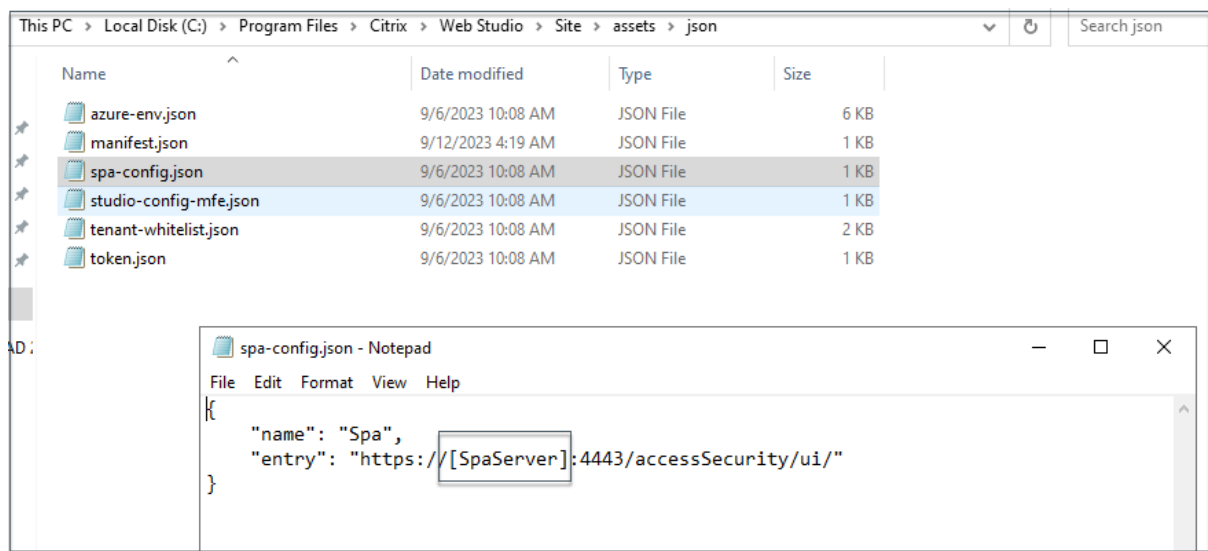 This PC > Local Disk (C:) > Program Files > Citrix > Web Studio > Site > assets > json Search json
Name Date modified Type Size
azure-env.json 9/6/2023 10:08 AM JSON File 6 KB
manifest.json 9/12/2023 4:19 AM JSON File 1 KB
spa-config.json 9/6/2023 10:08 AM JSON File 1 KB
studio-config-mfe.json 9/6/2023 10:08 AM JSON File 1 KB
tenant-whitelist.json 9/6/2023 10:08 AM JSON File 2 KB
token.json 9/6/2023 10:08 AM JSON File 1 KB
spa-config.json - Notepad
File Edit Format View Help
{
"name": "Spa",
"entry": "https://[SpaServer]:4443/accessSecurity/ui/"
}